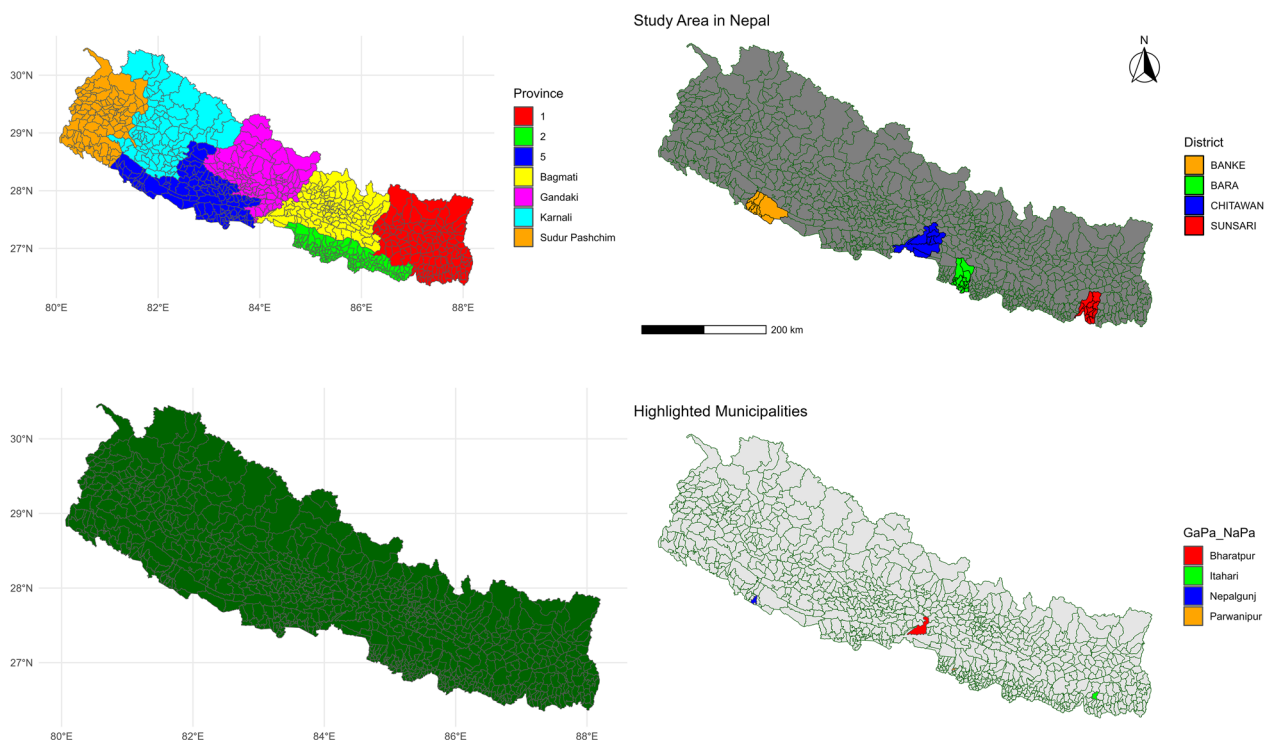 30°N
29°N
28°N
27°N
80°E
82°E
84°E
86°E
88°E
Province
1
2
5
Bagmati
Gandaki
Karnali
Sudur Pashchim
Study Area in Nepal
N
200 km
District
BANKE
BARA
CHITAWAN
SUNSARI
30°N
29°N
28°N
27°N
80°E
82°E
84°E
86°E
88°E
Highlighted Municipalities
GaPa_NaPa
Bharatpur
Itahari
Nepalgunj
Parwanipur